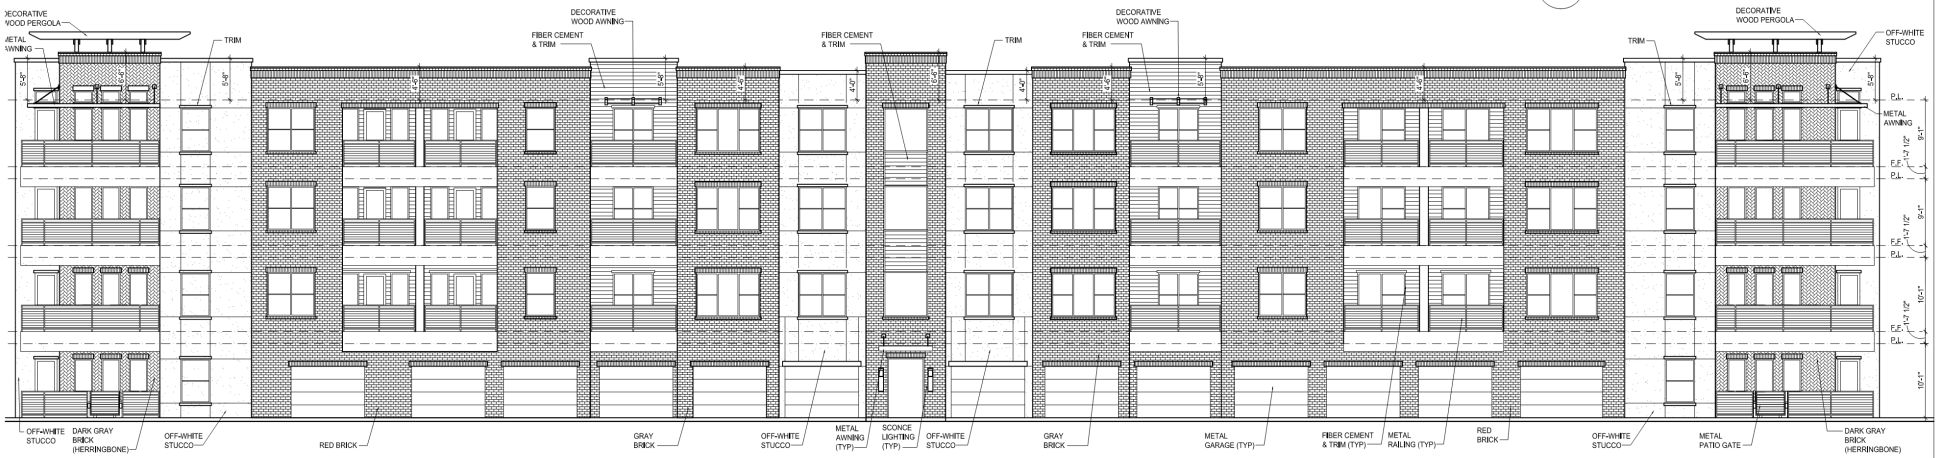 DECORATIVE
WOOD PERGOLA
METAL
AWNING
TRIM
DECORATIVE
WOOD AWNING
FIBER CEMENT
& TRIM
FIBER CEMENT
& TRIM
TRIM
DECORATIVE
WOOD AWNING
FIBER CEMENT
& TRIM
TRIM
DECORATIVE
WOOD PERGOLA
OFF-WHITE
STUCCO
5'-8"
6'-6"
5'-8"
4'-6"
5'-8"
4'-6"
4'-0"
6'-6"
4'-0"
4'-6"
5'-8"
4'-6"
5'-8"
6'-6"
5'-8"
METAL
AWNING
P.L.
9'-1"
F.F.
1'-7 1/2"
P.L.
9'-1"
F.F.
1'-7 1/2"
P.L.
10'-1"
F.F.
1'-7 1/2"
P.L.
10'-1"
OFF-WHITE
STUCCO
DARK GRAY
BRICK
(HERRINGBONE)
OFF-WHITE
STUCCO
RED BRICK
GRAY
BRICK
OFF-WHITE
STUCCO
METAL
AWNING
(TYP)
SCONCE
LIGHTING
(TYP)
OFF-WHITE
STUCCO
GRAY
BRICK
METAL
GARAGE (TYP)
FIBER CEMENT
& TRIM (TYP)
METAL
RAILING (TYP)
RED
BRICK
OFF-WHITE
STUCCO
METAL
PATIO GATE
DARK GRAY
BRICK
(HERRINGBONE)